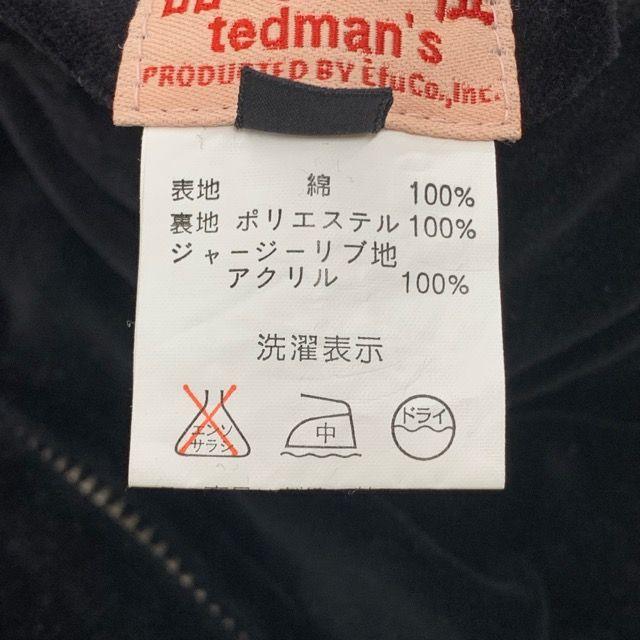 tedman's
PRODUCTED BY EfuCo.,Inc.
表地 綿 100%
裏地 ポリエステル 100%
ジャージーリブ地
アクリル 100%
洗濯表示
エンソ
サラシ
中
ドライ